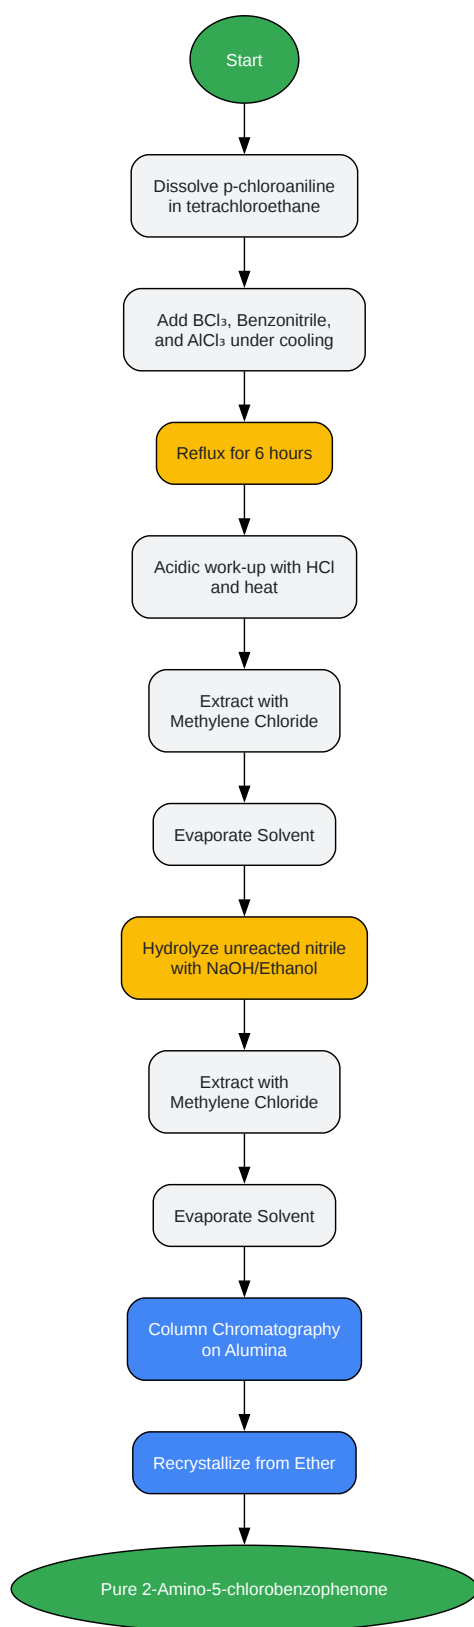 Start
Dissolve p-chloroaniline
in tetrachloroethane
Add BCl₃, Benzonitrile,
and AlCl₃ under cooling
Reflux for 6 hours
Acidic work-up with HCl
and heat
Extract with
Methylene Chloride
Evaporate Solvent
Hydrolyze unreacted nitrile
with NaOH/Ethanol
Extract with
Methylene Chloride
Evaporate Solvent
Column Chromatography
on Alumina
Recrystallize from Ether
Pure 2-Amino-5-chlorobenzophenone